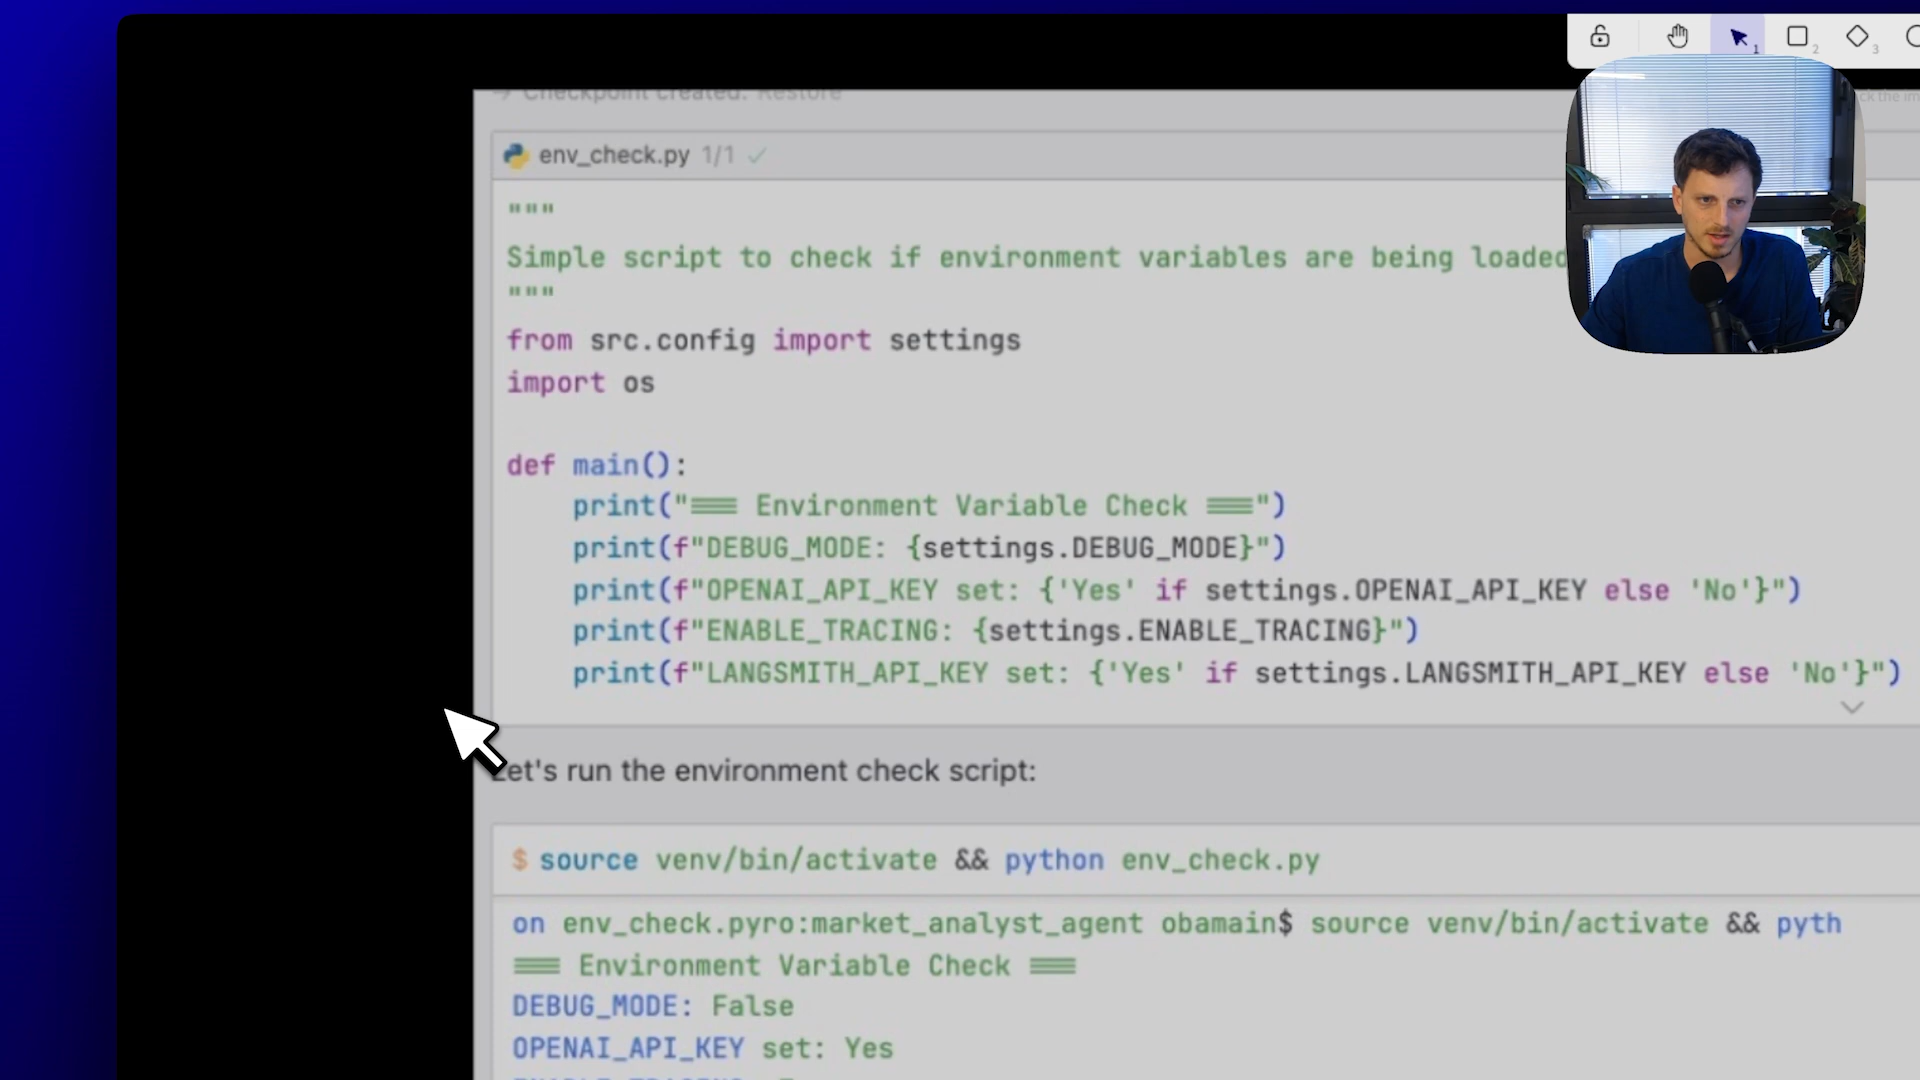 → Checkpoint created. Restore
env_check.py 1/1
"""
Simple script to check if environment variables are being loaded
"""
from src.config import settings
import os
def main():
print("=== Environment Variable Check ===")
print(f"DEBUG_MODE: {settings.DEBUG_MODE}")
print(f"OPENAI_API_KEY set: {'Yes' if settings.OPENAI_API_KEY else 'No'}")
print(f"ENABLE_TRACING: {settings.ENABLE_TRACING}")
print(f"LANGSMITH_API_KEY set: {'Yes' if settings.LANGSMITH_API_KEY else 'No'}")
Let's run the environment check script:
$ source venv/bin/activate && python env_check.py
on env_check.pyro:market_analyst_agent obamain$ source venv/bin/activate && pyth
=== Environment Variable Check ===
DEBUG_MODE: False
OPENAI_API_KEY set: Yes
1
2
3